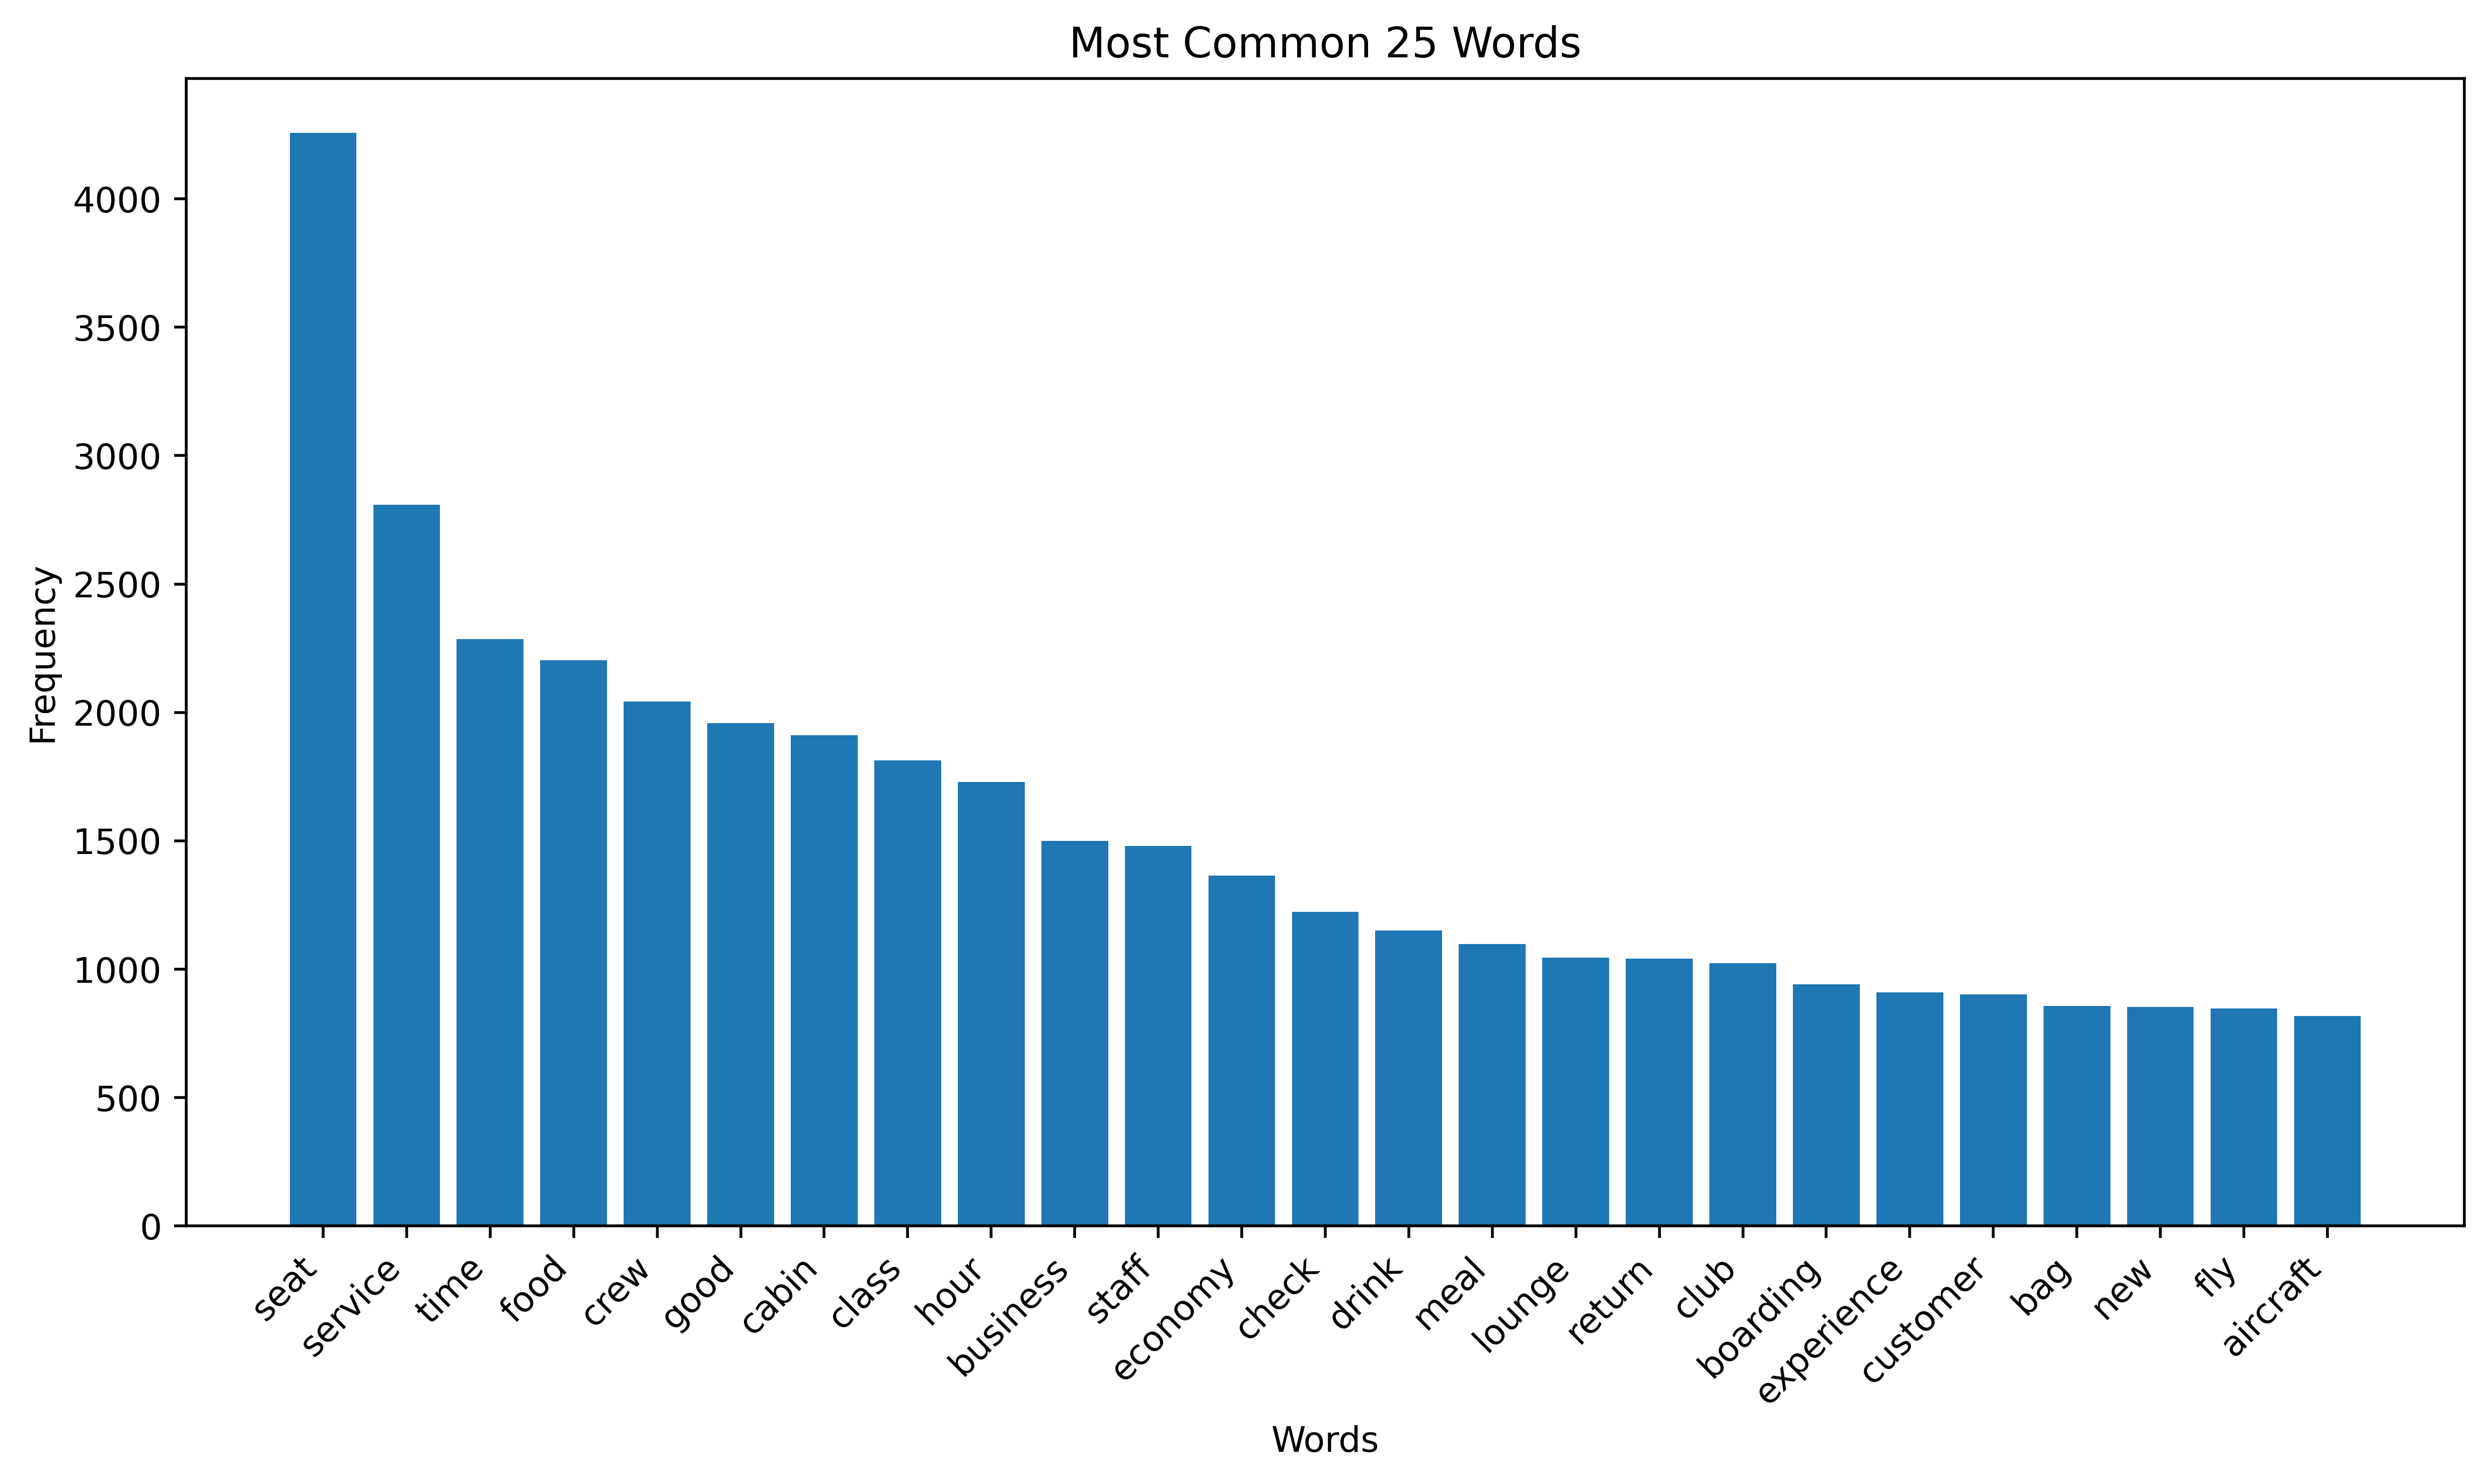 Most Common 25 Words
Frequency
4000
3500
3000
2500
2000
1500
1000
500
0
seat
service
time
food
crew
good
cabin
class
hour
business
staff
economy
check
drink
meal
lounge
return
club
boarding
experience
customer
bag
new
fly
aircraft
Words